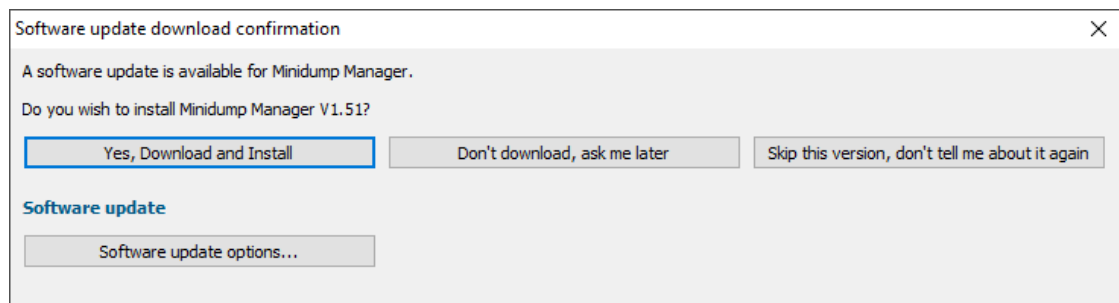 Software update download confirmation
A software update is available for Minidump Manager.
Do you wish to install Minidump Manager V1.51?
Yes, Download and Install
Don't download, ask me later
Skip this version, don't tell me about it again
Software update
Software update options...